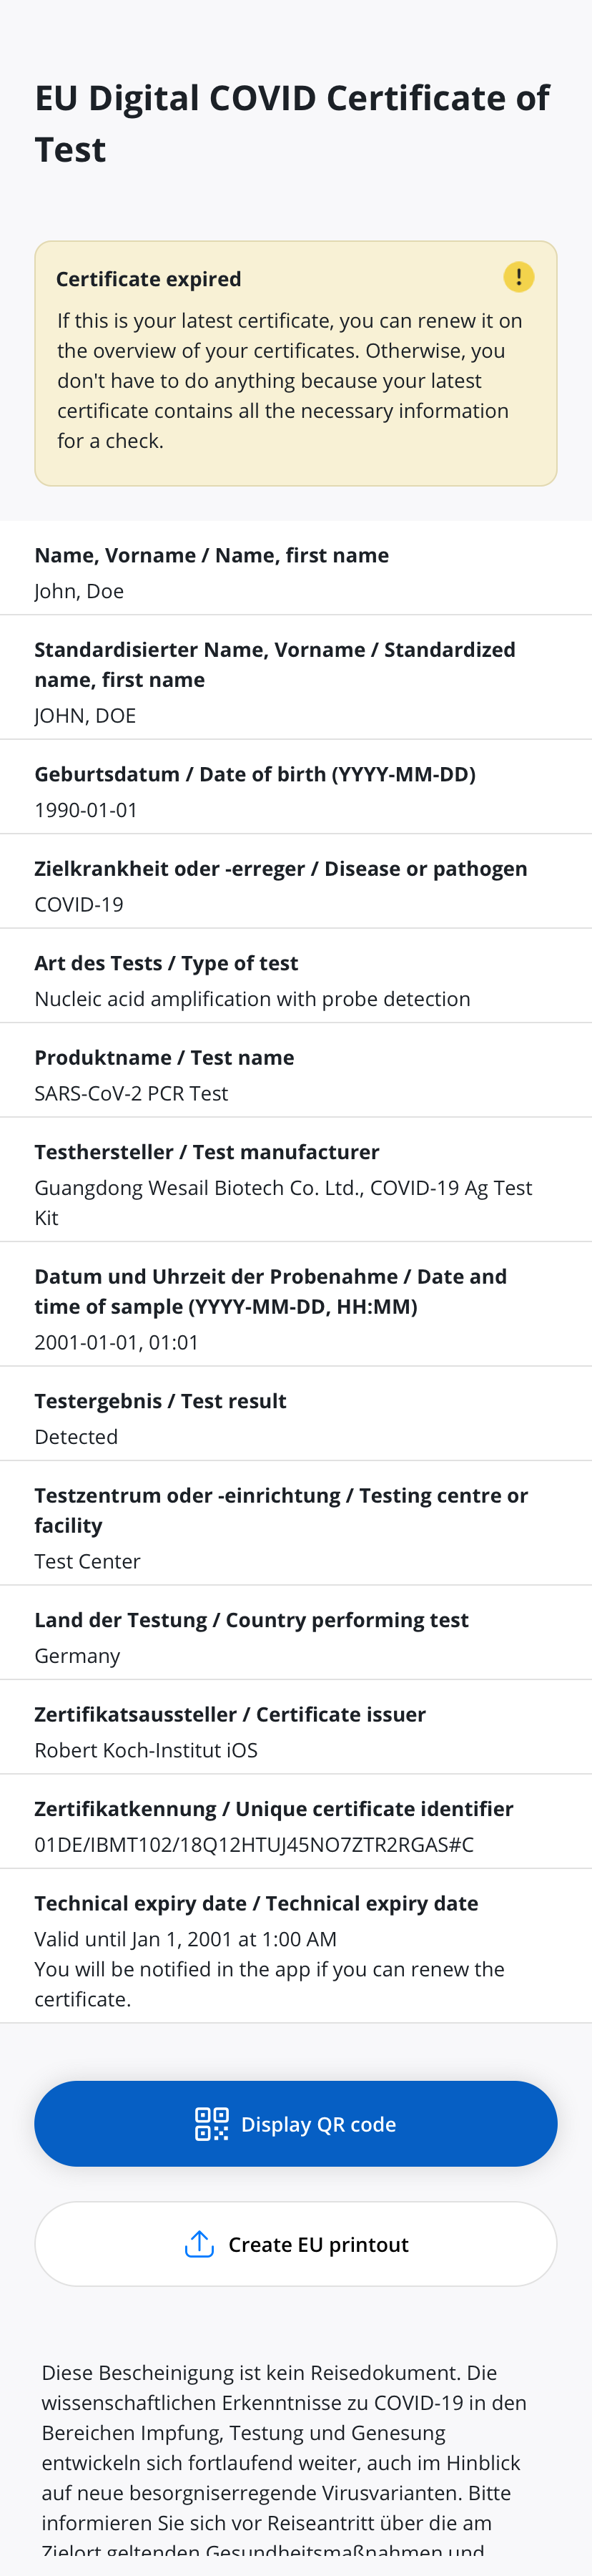 EU Digital COVID Certificate of
Test
Certificate expired
If this is your latest certificate, you can renew it on
the overview of your certificates. Otherwise, you
don't have to do anything because your latest
certificate contains all the necessary information
for a check.
Name, Vorname / Name, first name
John, Doe
Standardisierter Name, Vorname / Standardized
name, first name
JOHN, DOE
Geburtsdatum / Date of birth (YYYY-MM-DD)
1990-01-01
Zielkrankheit oder -erreger / Disease or pathogen
COVID-19
Art des Tests / Type of test
Nucleic acid amplification with probe detection
Produktname / Test name
SARS-CoV-2 PCR Test
Testhersteller / Test manufacturer
Guangdong Wesail Biotech Co. Ltd., COVID-19 Ag Test
Kit
Datum und Uhrzeit der Probenahme / Date and
time of sample (YYYY-MM-DD, HH:MM)
2001-01-01, 01:01
Testergebnis / Test result
Detected
Testzentrum oder -einrichtung / Testing centre or
facility
Test Center
Land der Testung / Country performing test
Germany
Zertifikatsaussteller / Certificate issuer
Robert Koch-Institut iOS
Zertifikatkennung / Unique certificate identifier
01DE/IBMT102/18Q12HTUJ45NO7ZTR2RGAS#C
Technical expiry date / Technical expiry date
Valid until Jan 1, 2001 at 1:00 AM
You will be notified in the app if you can renew the
certificate.
Display QR code
Create EU printout
Diese Bescheinigung ist kein Reisedokument. Die
wissenschaftlichen Erkenntnisse zu COVID-19 in den
Bereichen Impfung, Testung und Genesung
entwickeln sich fortlaufend weiter, auch im Hinblick
auf neue besorgniserregende Virusvarianten. Bitte
informieren Sie sich vor Reiseantritt über die am
Zielort geltenden Gesundheitsmaßnahmen und